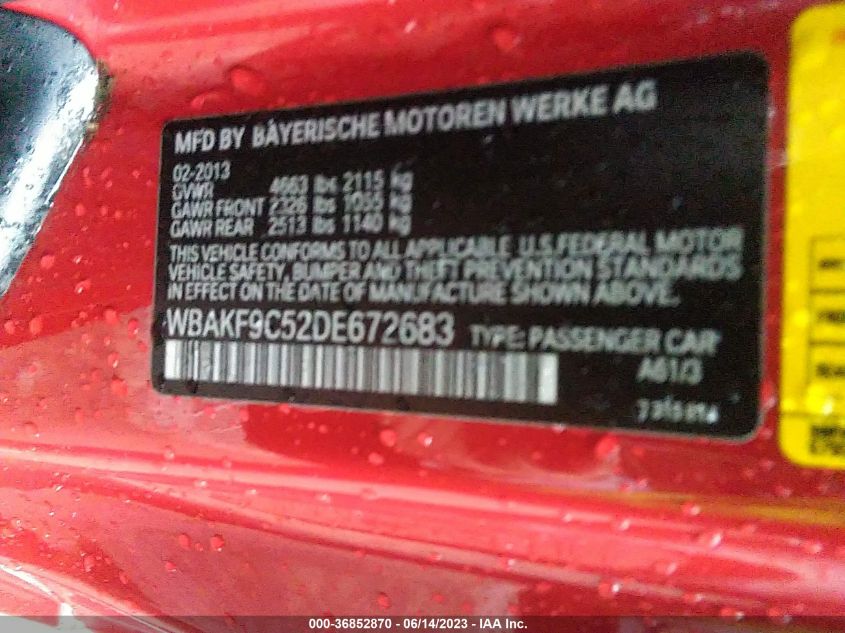 MFD BY BAYERISCHE MOTOREN WERKE AG
02-2013
GVWR 4663 lbs 2115 kg
GAWR FRONT 2326 lbs 1055 kg
GAWR REAR 2513 lbs 1140 kg
THIS VEHICLE CONFORMS TO ALL APPLICABLE U.S. FEDERAL MOTOR
VEHICLE SAFETY, BUMPER AND THEFT PREVENTION STANDARDS
IN EFFECT ON THE DATE OF MANUFACTURE SHOWN ABOVE.
WBAKF9C52DE672683 TYPE: PASSENGER CAR
A61/3
000-36852870 - 06/14/2023 - IAA Inc.